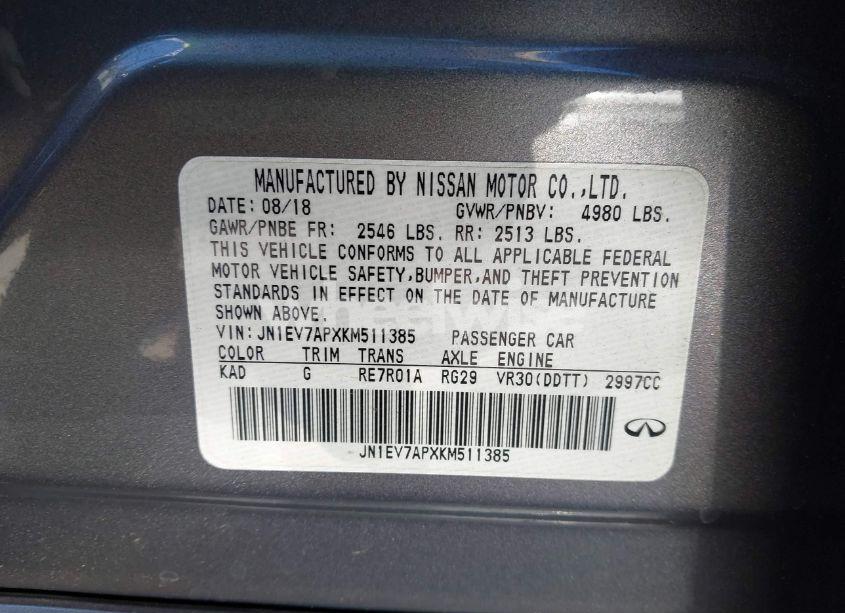 MANUFACTURED BY NISSAN MOTOR CO.,LTD.
DATE: 08/18 GVWR/PNBV: 4980 LBS.
GAWR/PNBE FR: 2546 LBS. RR: 2513 LBS.
THIS VEHICLE CONFORMS TO ALL APPLICABLE FEDERAL
MOTOR VEHICLE SAFETY,BUMPER,AND THEFT PREVENTION
STANDARDS IN EFFECT ON THE DATE OF MANUFACTURE
SHOWN ABOVE.
VIN:JN1EV7APXKM511385 PASSENGER CAR
COLOR TRIM TRANS AXLE ENGINE
KAD G RE7R01A RG29 VR30(DDTT) 2997CC
JN1EV7APXKM511385